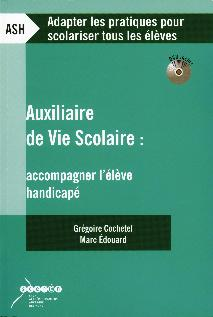 ASH
Adapter les pratiques pour
scolariser tous les élèves
Auxiliaire
de Vie Scolaire :
accompagner l'élève
handicapé
Grégoire Cochetel
Marc Édouard
scérén